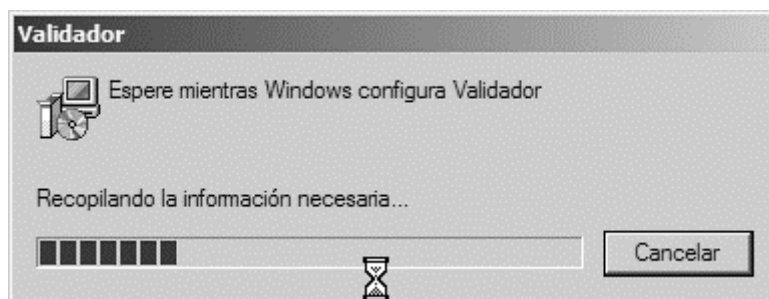 Validador
Espere mientras Windows configura Validador
Recopilando la información necesaria...
Cancelar